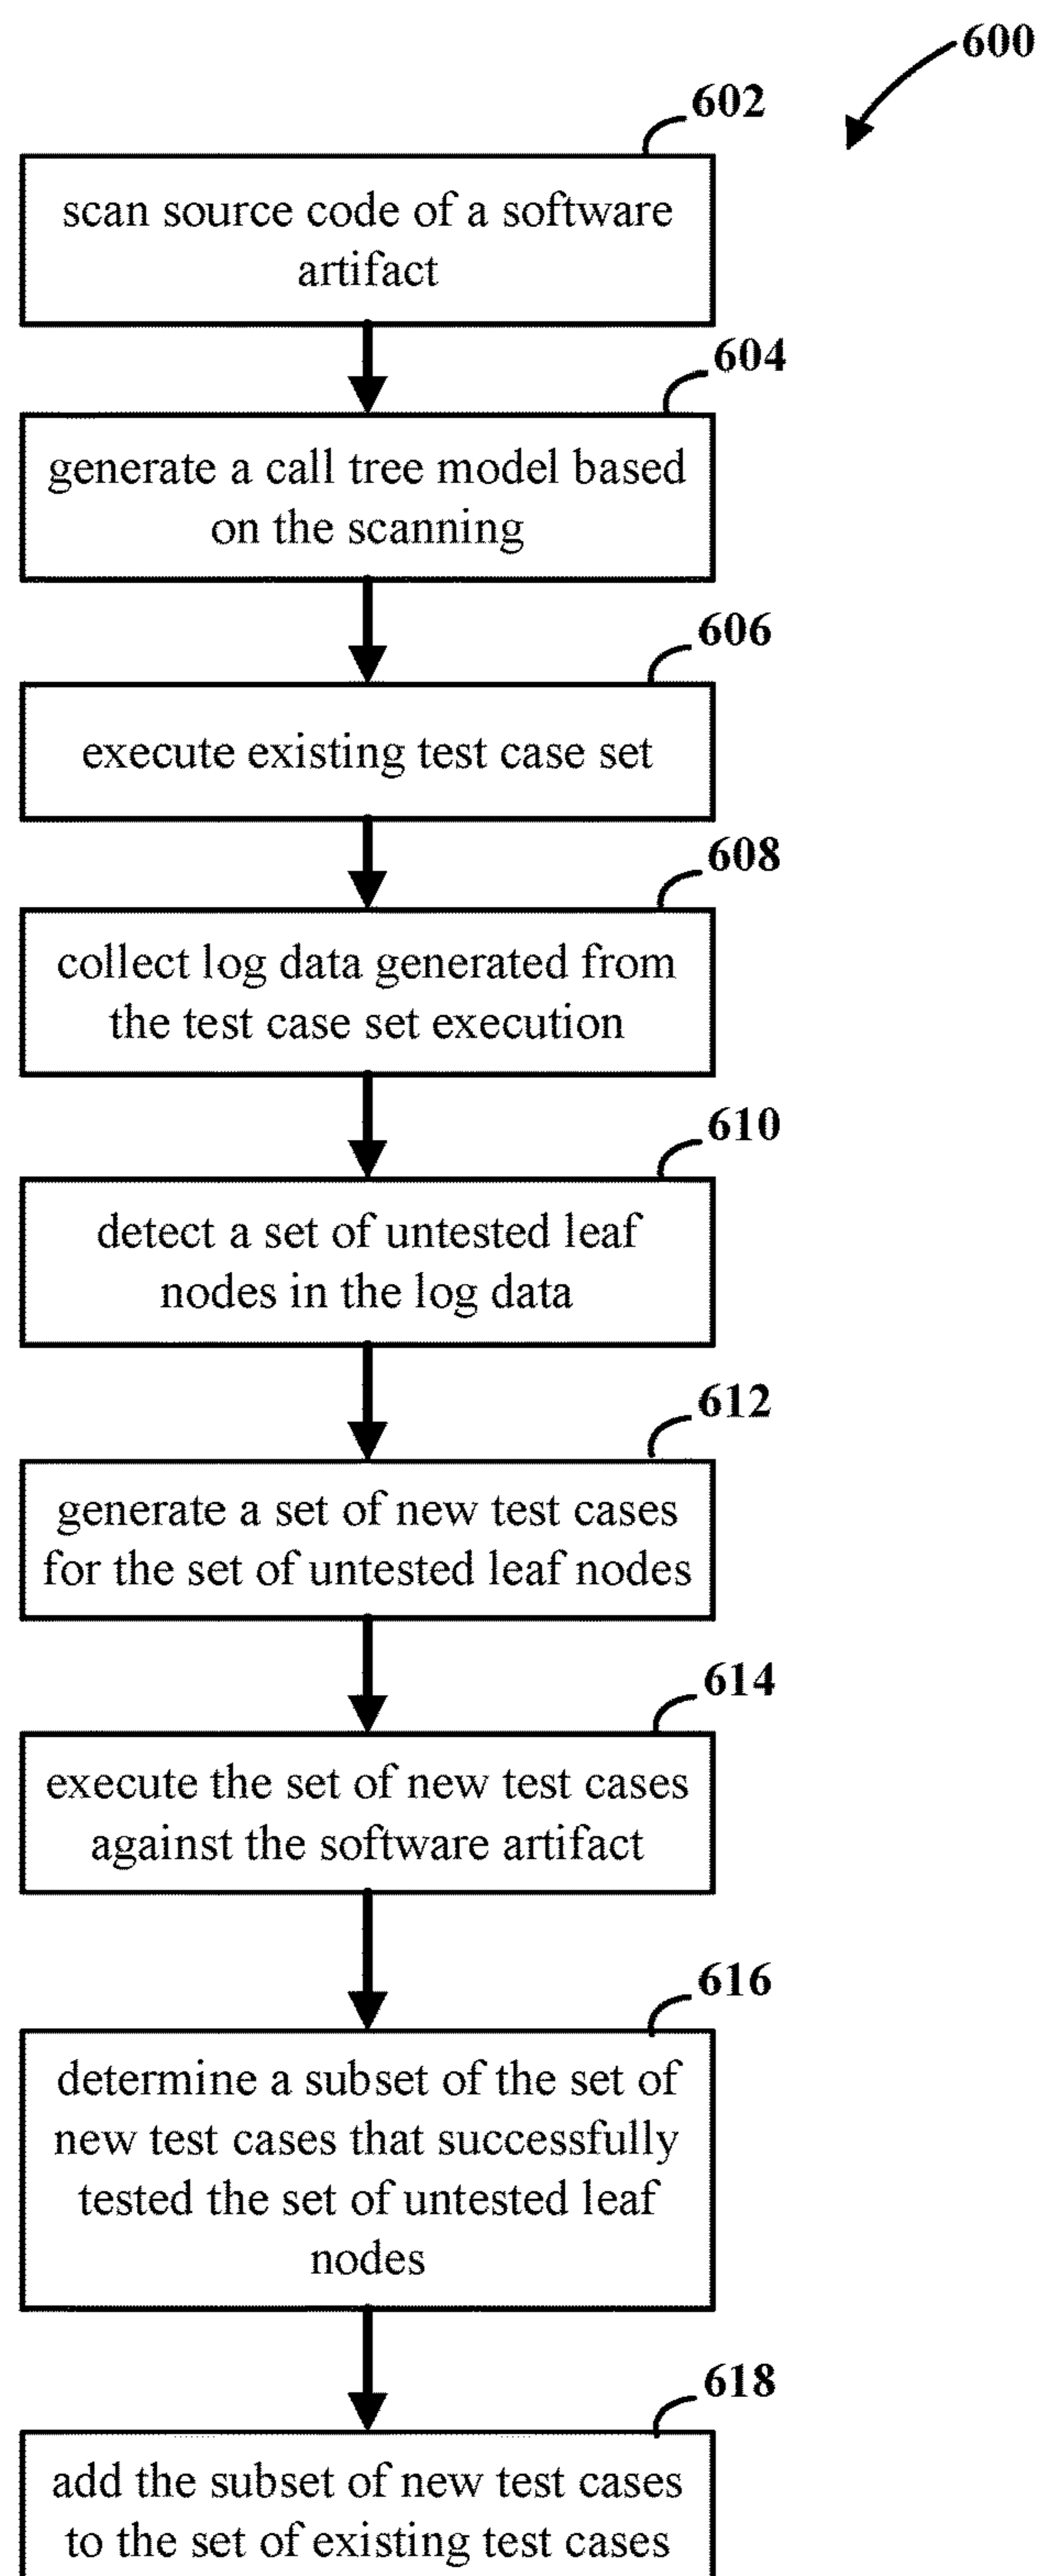 600
602
scan source code of a software
artifact
604
generate a call tree model based
on the scanning
606
execute existing test case set
608
collect log data generated from
the test case set execution
610
detect a set of untested leaf
nodes in the log data
612
generate a set of new test cases
for the set of untested leaf nodes
614
execute the set of new test cases
against the software artifact
616
determine a subset of the set of
new test cases that successfully
tested the set of untested leaf
nodes
618
add the subset of new test cases
to the set of existing test cases